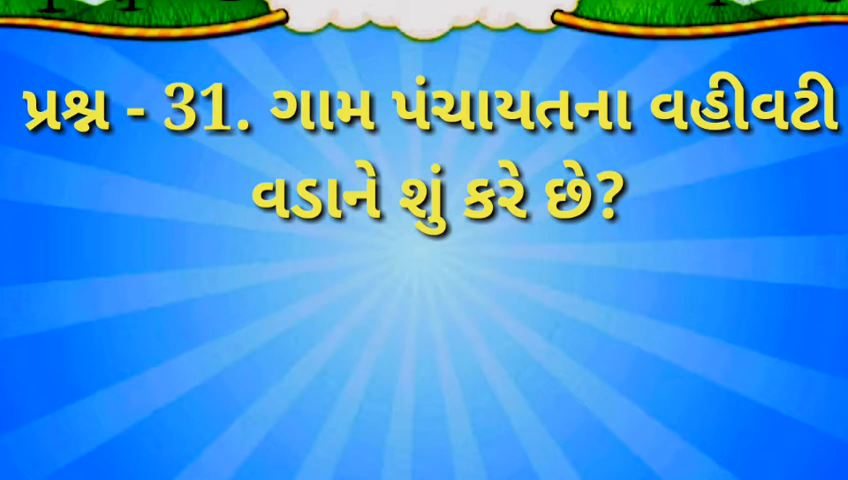 પ્રશ્ન - 31. ગામ પંચાયતના વહીવટી
વડાને શું કરે છે?